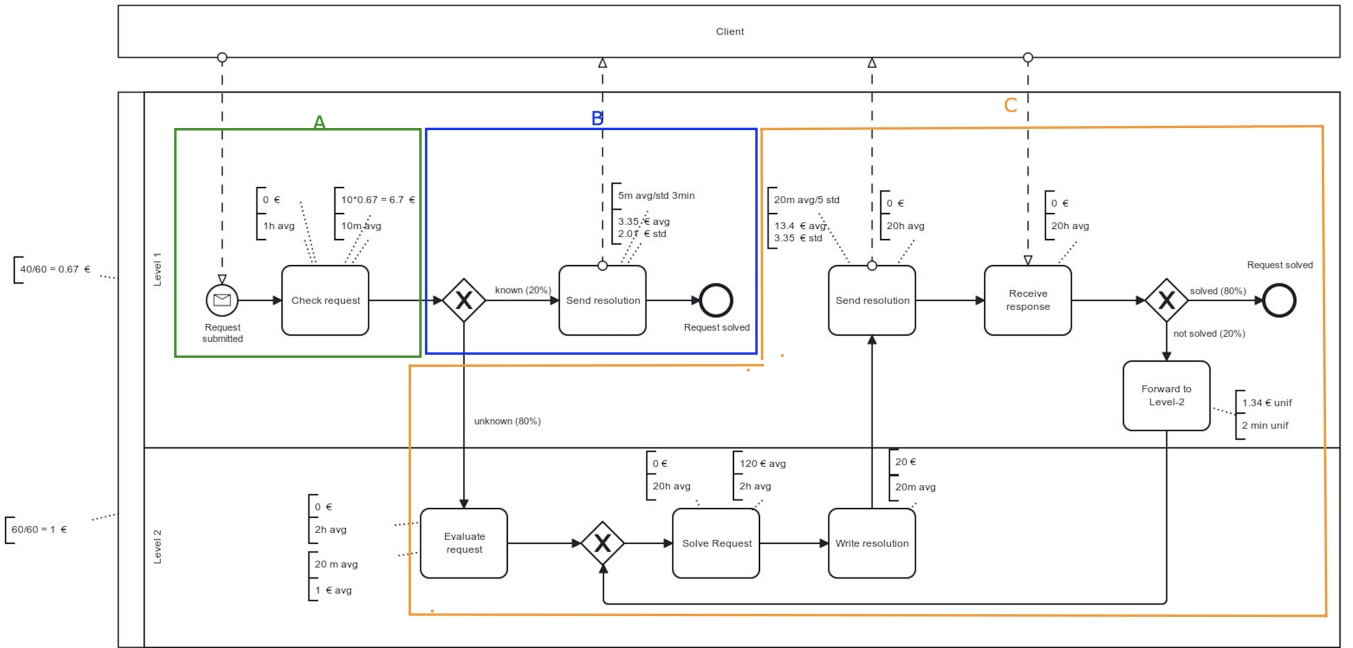 Client
A
B
C
Level 1
Level 2
40/60 = 0.67 €
60/60 = 1 €
0 €
1h avg
10*0.67 = 6.7 €
10m avg
Request
submitted
Check request
known (20%)
unknown (80%)
5m avg/std 3min
3.35 € avg
2.01 € std
Send resolution
Request solved
20m avg/5 std
13.4 € avg
3.35 € std
0 €
20h avg
Send resolution
0 €
20h avg
Receive
response
Request solved
solved (80%)
not solved (20%)
Forward to
Level-2
1.34 € unif
2 min unif
0 €
2h avg
20 m avg
1 € avg
Evaluate
request
0 €
20h avg
120 € avg
2h avg
Solve Request
20 €
20m avg
Write resolution